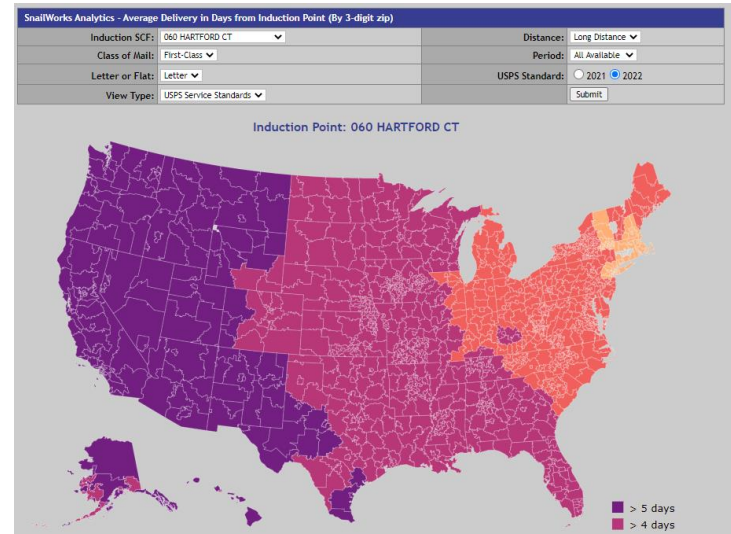 SnailWorks Analytics - Average Delivery in Days from Induction Point (By 3-digit zip)
Induction SCF: 060 HARTFORD CT Distance: Long Distance
Class of Mail: First-Class Period: All Available
Letter or Flat: Letter USPS Standard: 2021 2022
View Type: USPS Service Standards Submit
Induction Point: 060 HARTFORD CT
> 5 days
> 4 days